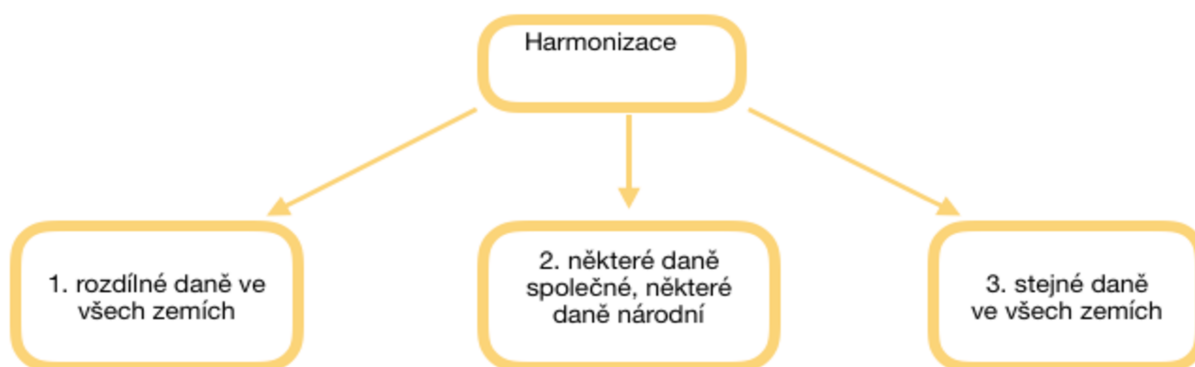 Harmonizace
1. rozdílné daně ve
všech zemích
2. některé daně
společné, některé
daně národní
3. stejné daně
ve všech zemích